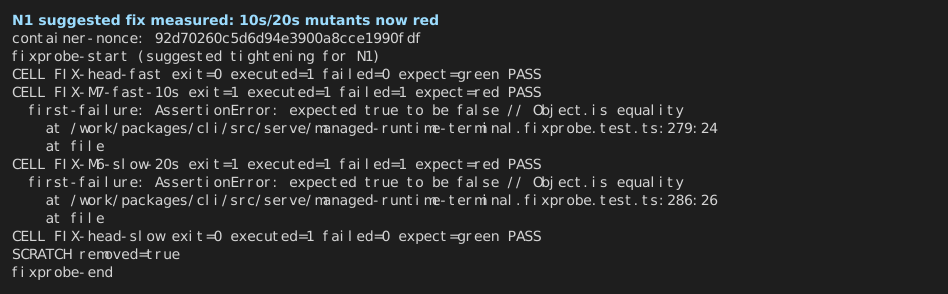 N1 suggested fix measured: 10s/20s mutants now red
container-nonce: 92d70260c5d6d94e3900a8cce1990fdf
fixprobe-start (suggested tightening for N1)
CELL FIX-head-fast exit=0 executed=1 failed=0 expect=green PASS
CELL FIX-M7-fast-10s exit=1 executed=1 failed=1 expect=red PASS
first-failure: AssertionError: expected true to be false // Object.is equality
at /work/packages/cli/src/serve/managed-runtime-terminal.fixprobe.test.ts:279:24
at file
CELL FIX-M6-slow-20s exit=1 executed=1 failed=1 expect=red PASS
first-failure: AssertionError: expected true to be false // Object.is equality
at /work/packages/cli/src/serve/managed-runtime-terminal.fixprobe.test.ts:286:26
at file
CELL FIX-head-slow exit=0 executed=1 failed=0 expect=green PASS
SCRATCH removed=true
fixprobe-end